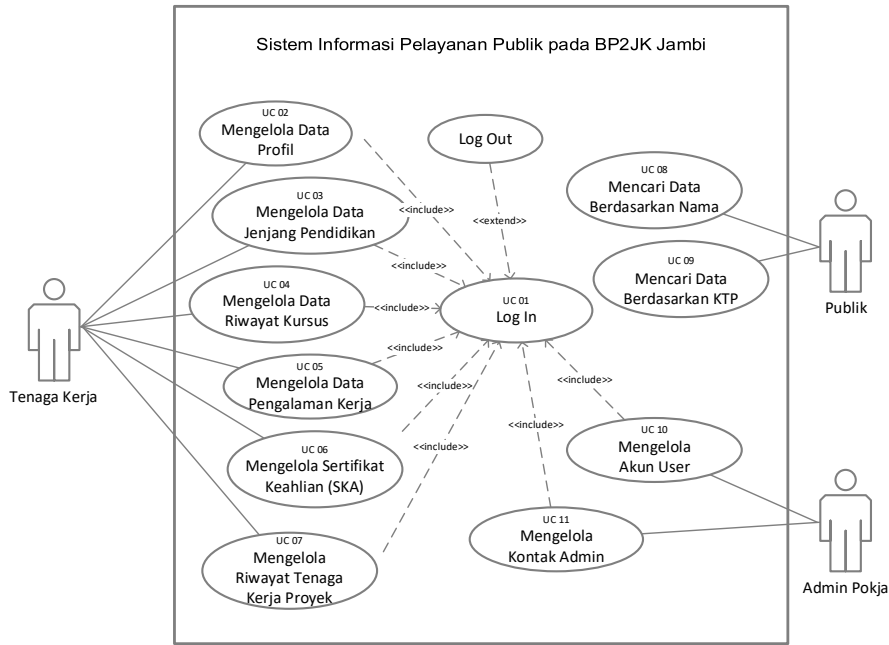 Sistem Informasi Pelayanan Publik pada BP2JK Jambi
UC 02
Mengelola Data
Profil
Log Out
UC 03
Mengelola Data
Jenjang Pendidikan
<<include>>
<<extend>>
UC 08
Mencari Data
Berdasarkan Nama
<<include>>
UC 09
Mencari Data
Berdasarkan KTP
UC 04
Mengelola Data
Riwayat Kursus
<<include>>
UC 01
Log In
Publik
Tenaga Kerja
UC 05
Mengelola Data
Pengalaman Kerja
<<include>>
<<include>>
<<include>>
UC 06
Mengelola Sertifikat
Keahlian (SKA)
<<include>>
<<include>>
UC 10
Mengelola
Akun User
UC 11
Mengelola
Kontak Admin
UC 07
Mengelola
Riwayat Tenaga
Kerja Proyek
Admin Pokja